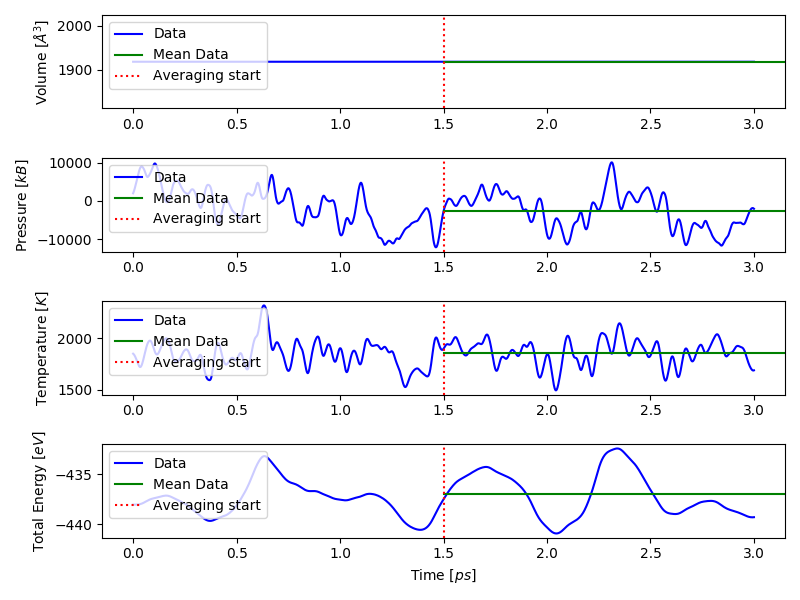 Volume [Å³]
2000
1900
Data
Mean Data
Averaging start
0.0 0.5 1.0 1.5 2.0 2.5 3.0
Pressure [kB]
10000
0
−10000
Data
Mean Data
Averaging start
0.0 0.5 1.0 1.5 2.0 2.5 3.0
Temperature [K]
2000
1500
Data
Mean Data
Averaging start
0.0 0.5 1.0 1.5 2.0 2.5 3.0
Total Energy [eV]
−435
−440
Data
Mean Data
Averaging start
0.0 0.5 1.0 1.5 2.0 2.5 3.0
Time [ps]